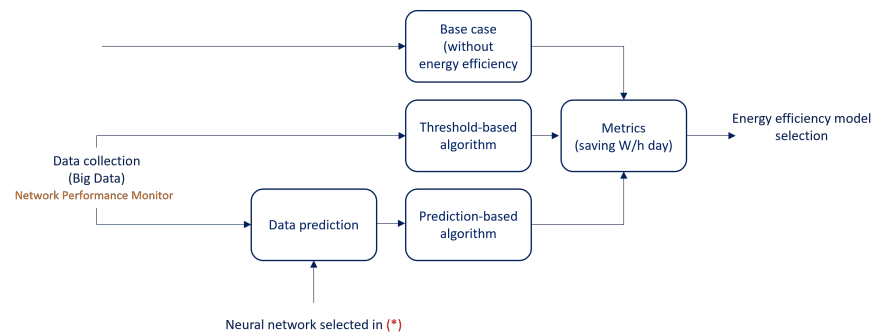 Base case
(without
energy efficiency
Threshold-based
algorithm
Metrics
(saving W/h day)
Energy efficiency model
selection
Data collection
(Big Data)
Network Performance Monitor
Data prediction
Prediction-based
algorithm
Neural network selected in (*)